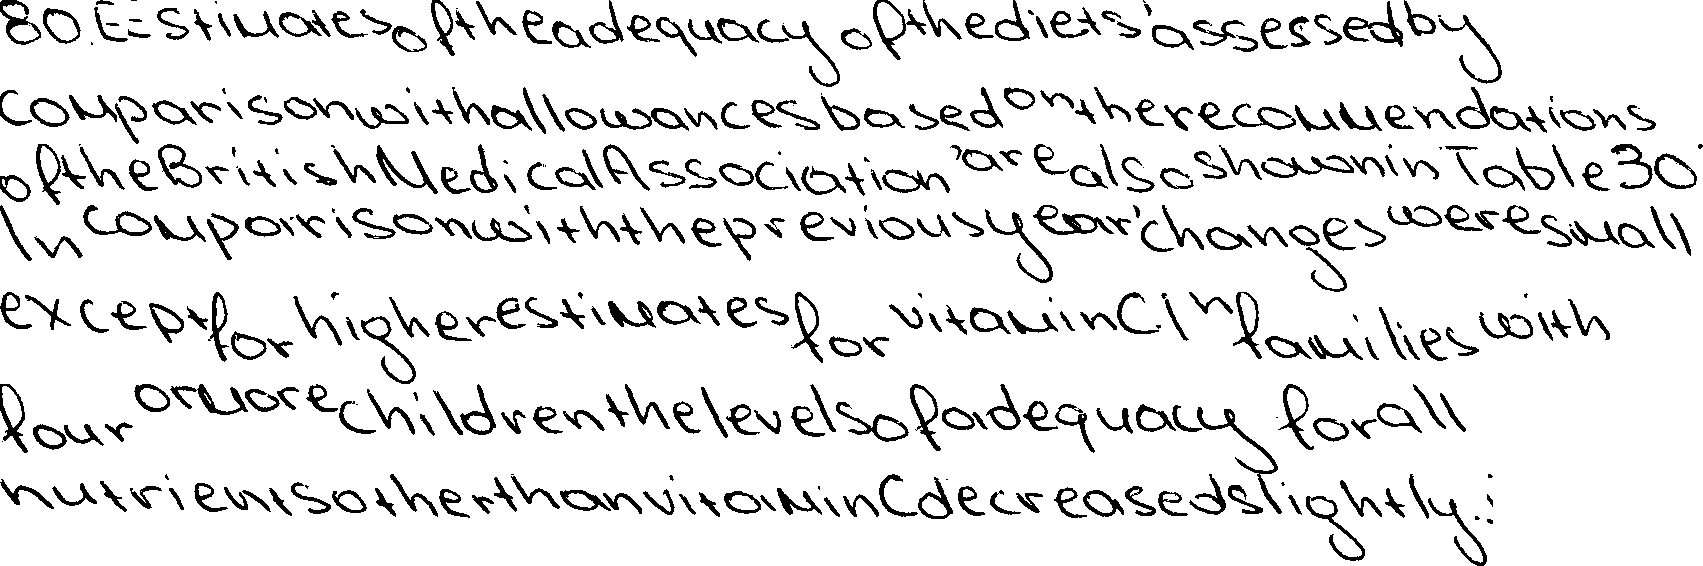 80. Estimates of the adequacy of the diets, assessed by
comparison with allowances based on the recommendations
of the British Medical Association, are also shown in Table 30.
In comparison with the previous year, changes were small
except for higher estimates for vitamin C. In families with
four or more children the levels of adequacy for all
nutrients other than vitamin C decreased slightly.: